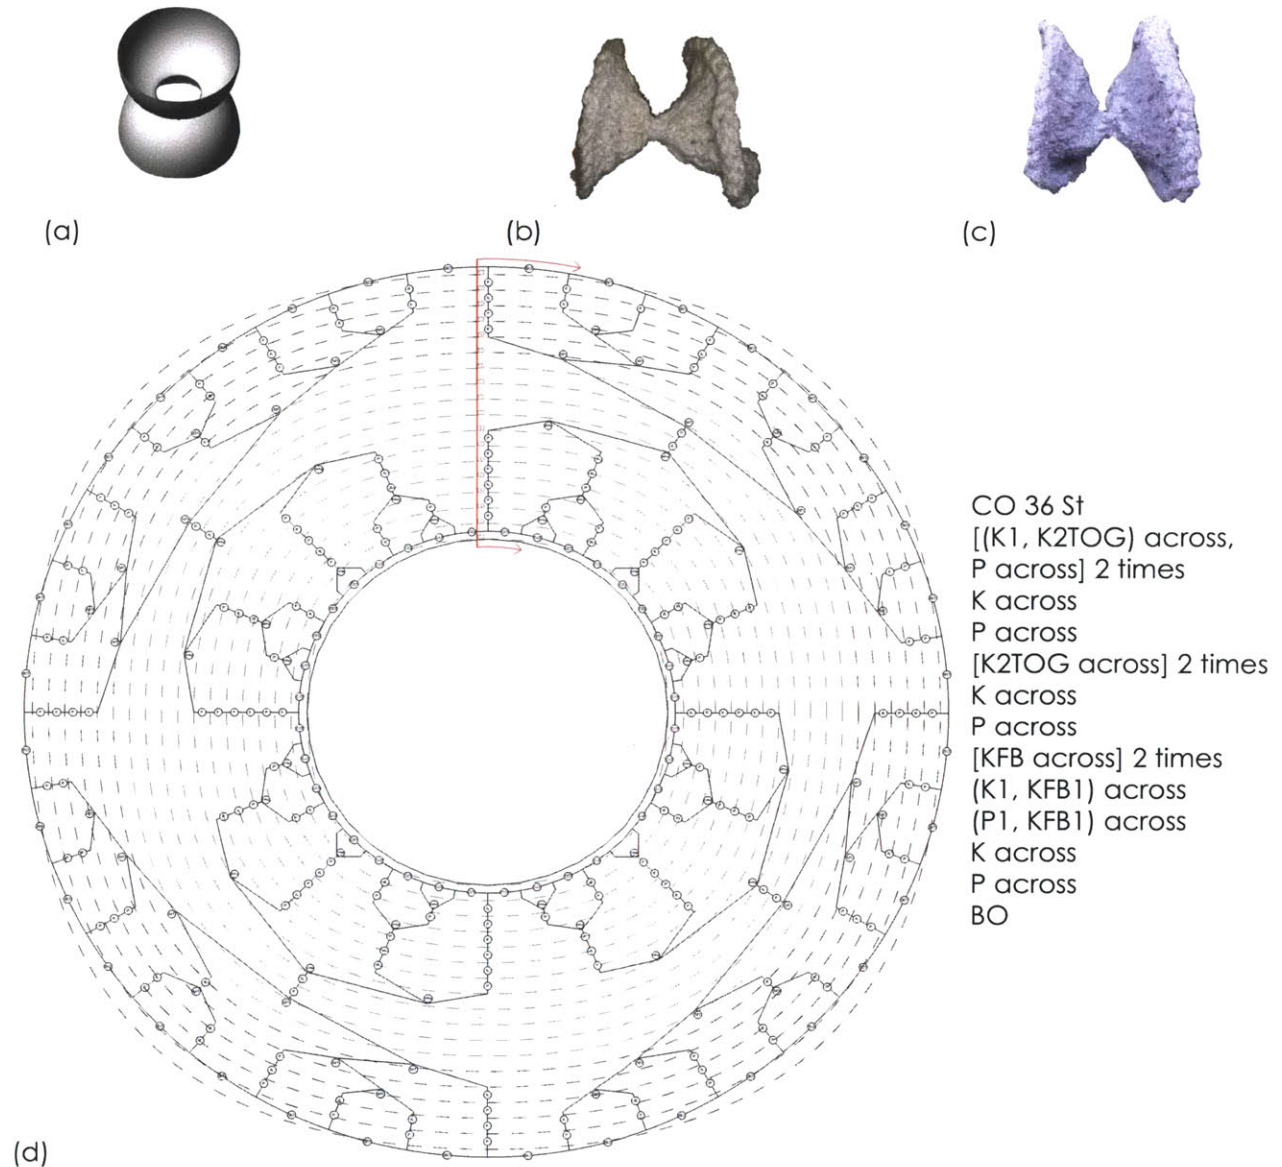 (a)
(b)
(c)
CO 36 St
[(K1, K2TOG) across,
P across] 2 times
K across
P across
[K2TOG across] 2 times
K across
P across
[KFB across] 2 times
(K1, KFB1) across
(P1, KFB1) across
K across
P across
BO
(d)